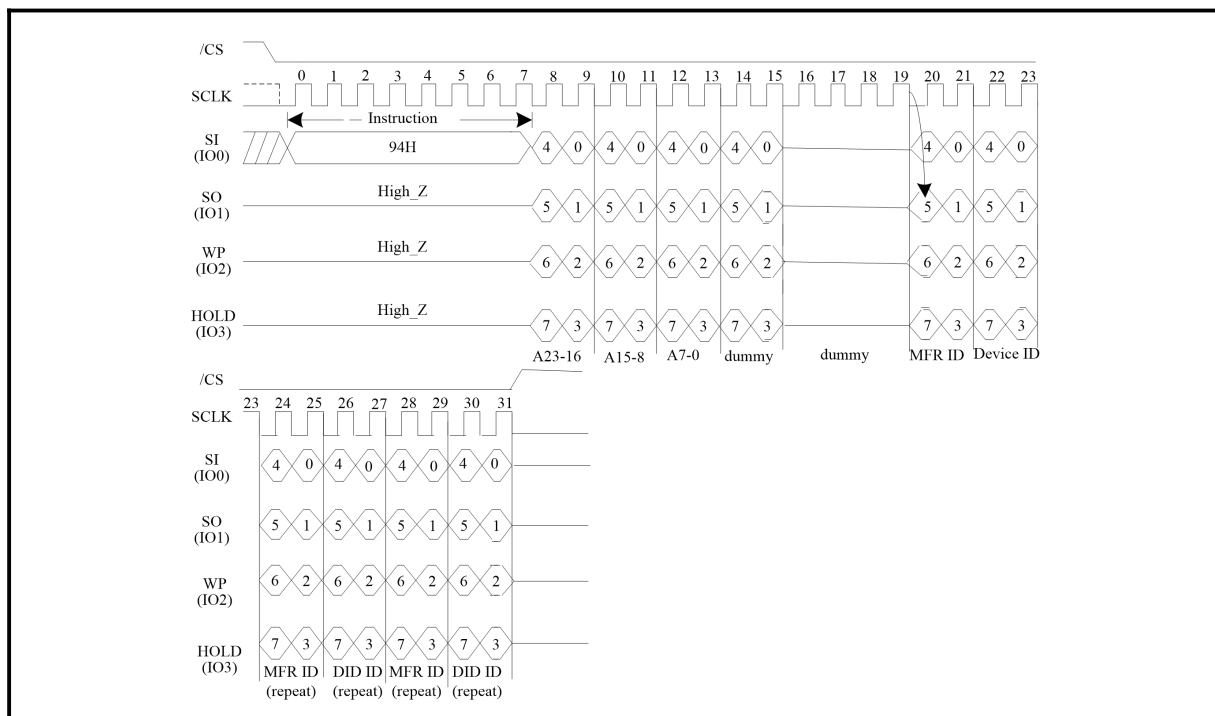 /CS
0 1 2 3 4 5 6 7 8 9 10 11 12 13 14 15 16 17 18 19 20 21 22 23
SCLK
Instruction
SI
(IO0)
94H
4 0 4 0 4 0 4 0 4 0 4 0
SO
(IO1)
High_Z
5 1 5 1 5 1 5 1 5 1 5 1
WP
(IO2)
High_Z
6 2 6 2 6 2 6 2 6 2 6 2
HOLD
(IO3)
High_Z
7 3 7 3 7 3 7 3 7 3 7 3
A23-16 A15-8 A7-0 dummy dummy MFR ID Device ID
/CS
23 24 25 26 27 28 29 30 31
SCLK
SI
(IO0)
4 0 4 0 4 0 4 0
SO
(IO1)
5 1 5 1 5 1 5 1
WP
(IO2)
6 2 6 2 6 2 6 2
HOLD
(IO3)
7 3 7 3 7 3 7 3
MFR ID DID ID MFR ID DID ID
(repeat) (repeat) (repeat) (repeat)